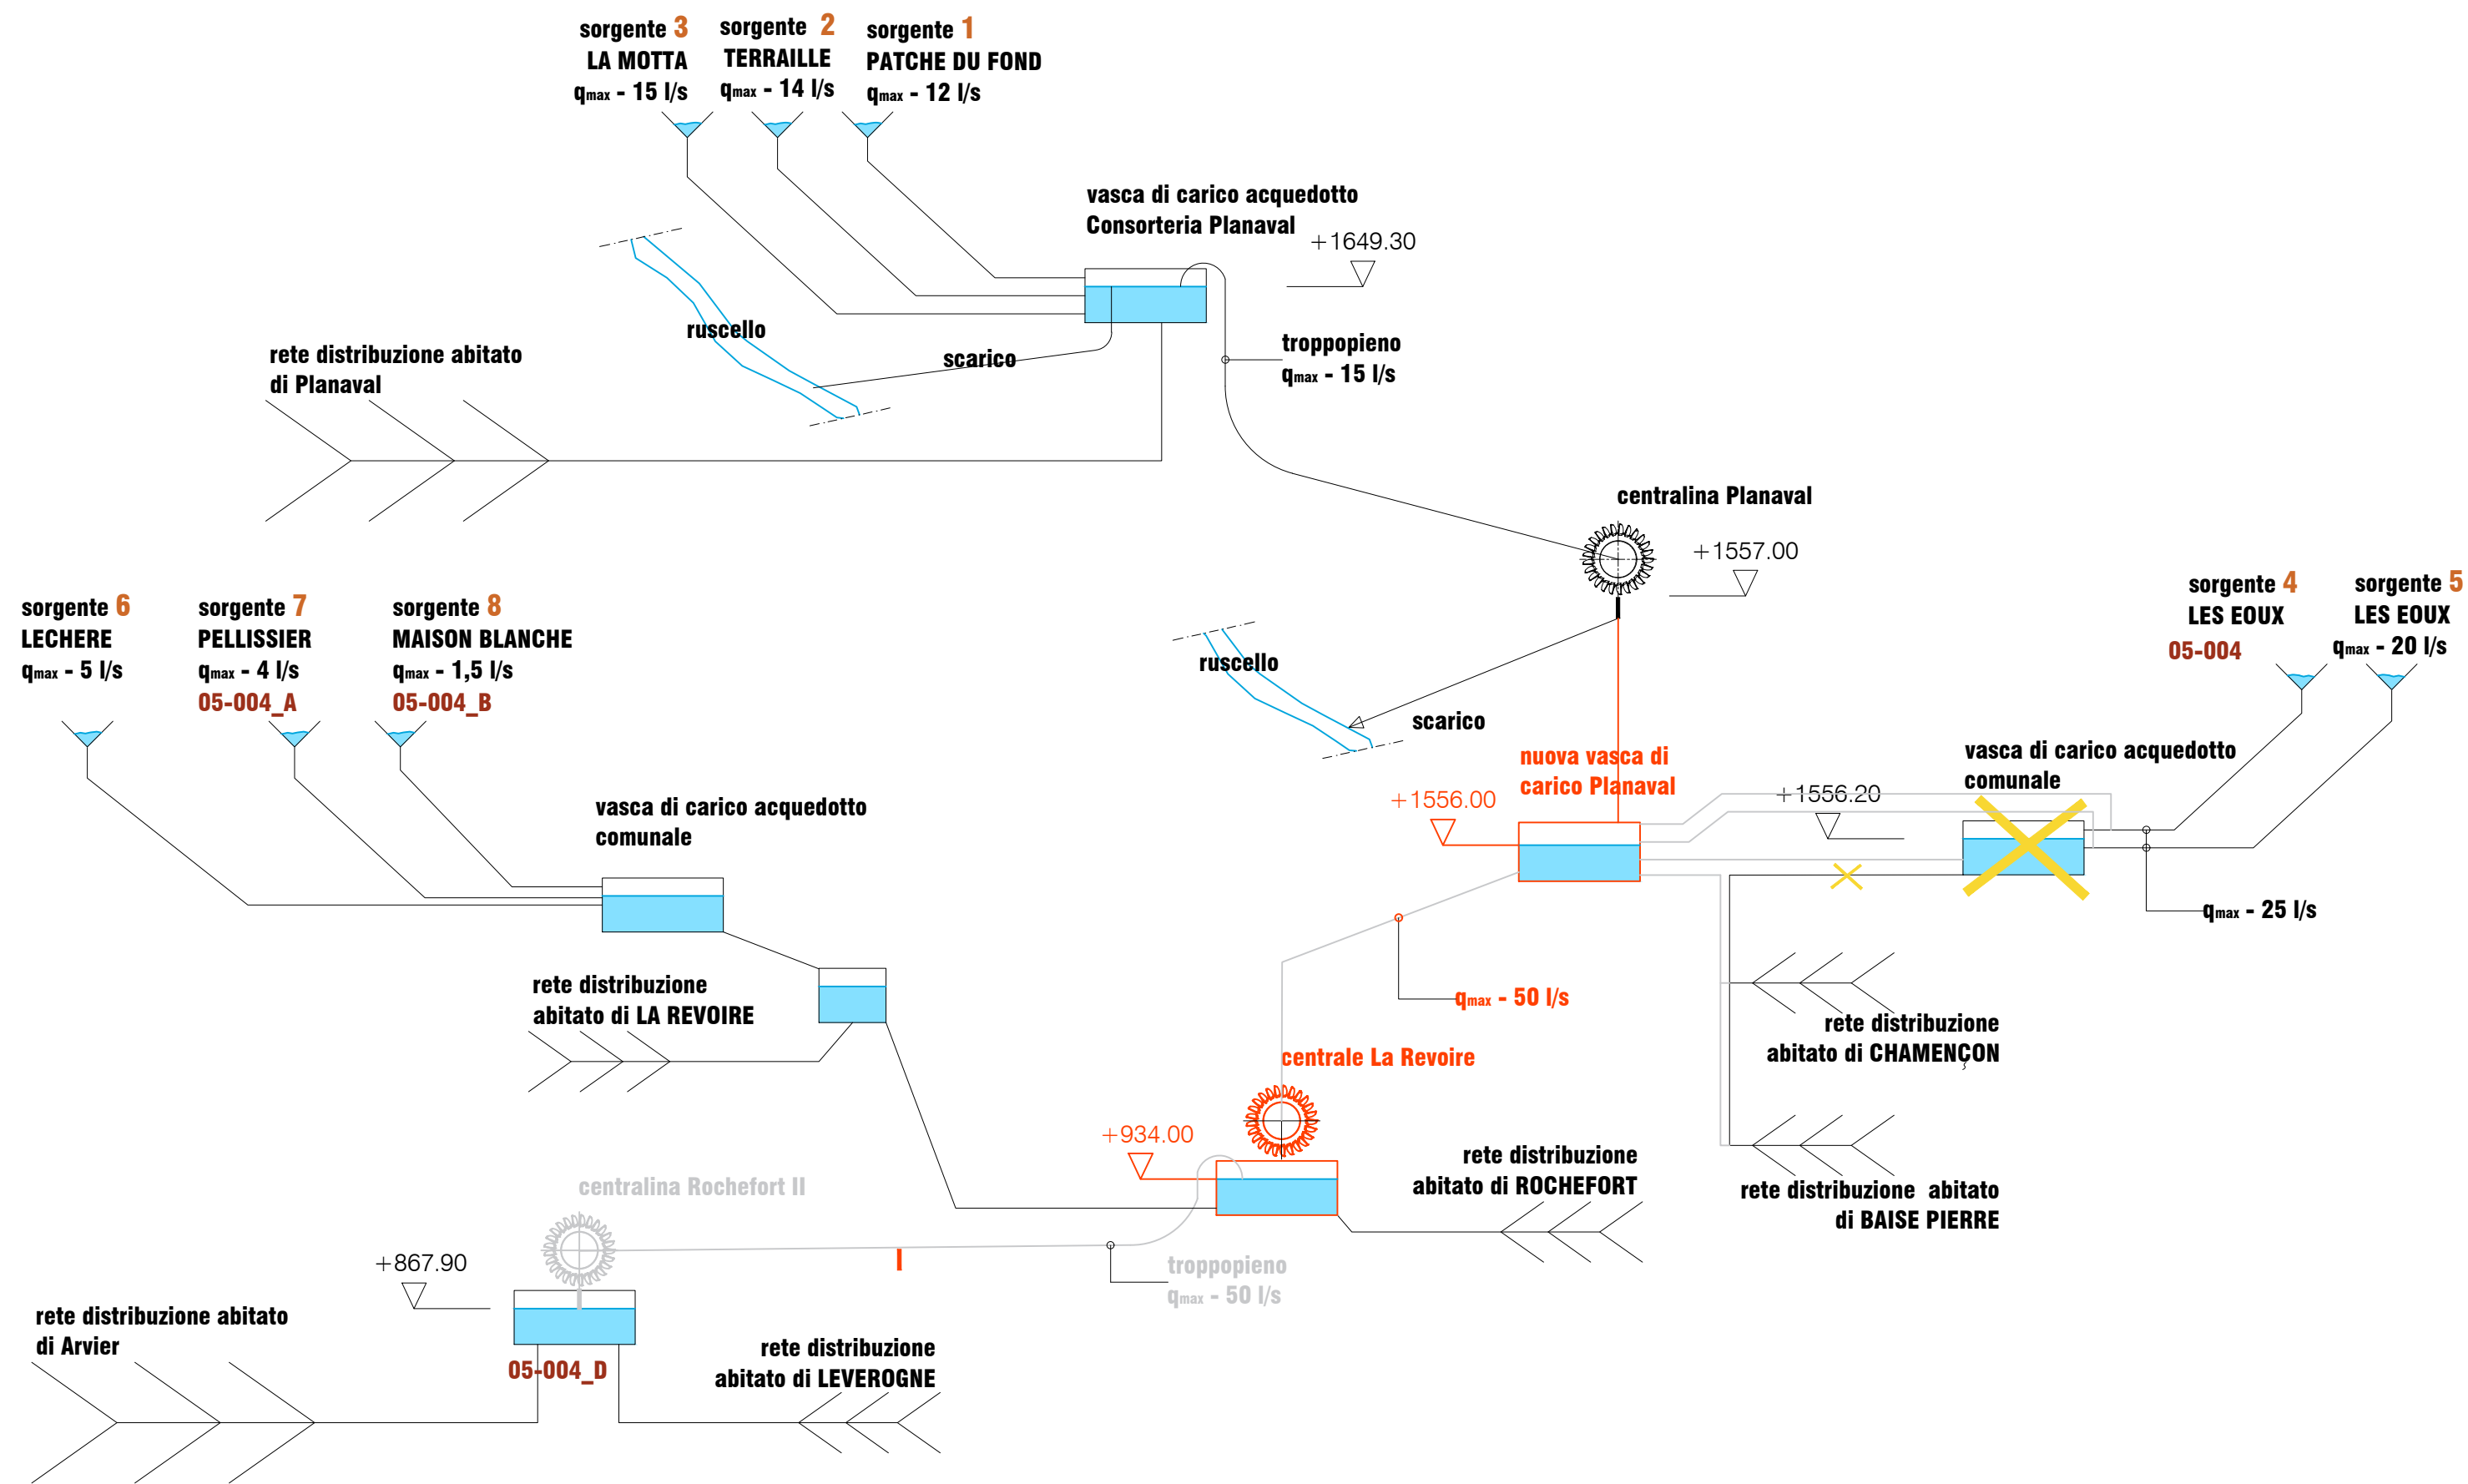 sorgente 3
LA MOTTA
qmax - 15 l/s
sorgente 2
TERRAILLE
qmax - 14 l/s
sorgente 1
PATCHE DU FOND
qmax - 12 l/s
vasca di carico acquedotto
Consorteria Planaval
+1649.30
ruscello
scarico
troppopieno
qmax - 15 l/s
rete distribuzione abitato
di Planaval
centralina Planaval
+1557.00
sorgente 6
LECHERE
qmax - 5 l/s
sorgente 7
PELLISSIER
qmax - 4 l/s
05-004_A
sorgente 8
MAISON BLANCHE
qmax - 1,5 l/s
05-004_B
sorgente 4
LES EOUX
05-004
sorgente 5
LES EOUX
qmax - 20 l/s
ruscello
scarico
nuova vasca di
carico Planaval
+1556.00
+1556.20
vasca di carico acquedotto
comunale
vasca di carico acquedotto
comunale
qmax - 25 l/s
rete distribuzione
abitato di LA REVOIRE
qmax - 50 l/s
rete distribuzione
abitato di CHAMENÇON
centrale La Revoire
+934.00
rete distribuzione
abitato di ROCHEFORT
rete distribuzione abitato
di BAISE PIERRE
centralina Rochefort II
+867.90
troppopieno
qmax - 50 l/s
rete distribuzione abitato
di Arvier
05-004_D
rete distribuzione
abitato di LEVEROGNE